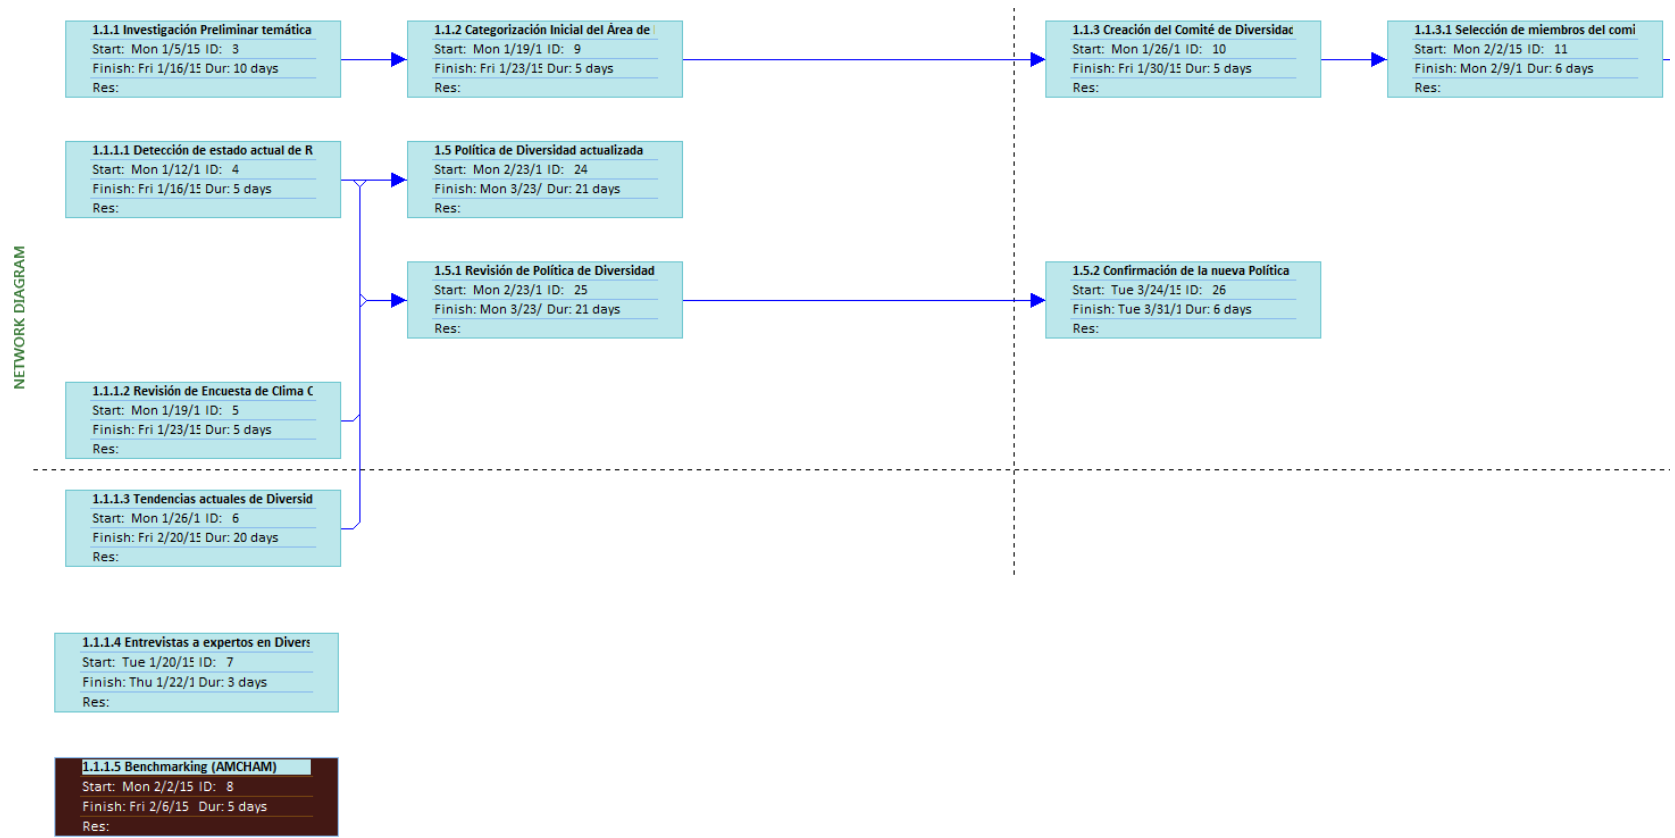 NETWORK DIAGRAM
1.1.1 Investigación Preliminar temática
Start: Mon 1/5/15 ID: 3
Finish: Fri 1/16/15 Dur: 10 days
Res:
1.1.2 Categorización Inicial del Área de
Start: Mon 1/19/1 ID: 9
Finish: Fri 1/23/15 Dur: 5 days
Res:
1.1.3 Creación del Comité de Diversidad
Start: Mon 1/26/1 ID: 10
Finish: Fri 1/30/15 Dur: 5 days
Res:
1.1.3.1 Selección de miembros del comi
Start: Mon 2/2/15 ID: 11
Finish: Mon 2/9/1 Dur: 6 days
Res:
1.1.1.1 Detección de estado actual de R
Start: Mon 1/12/1 ID: 4
Finish: Fri 1/16/15 Dur: 5 days
Res:
1.5 Política de Diversidad actualizada
Start: Mon 2/23/1 ID: 24
Finish: Mon 3/23/ Dur: 21 days
Res:
1.5.1 Revisión de Política de Diversidad
Start: Mon 2/23/1 ID: 25
Finish: Mon 3/23/ Dur: 21 days
Res:
1.5.2 Confirmación de la nueva Política
Start: Tue 3/24/15 ID: 26
Finish: Tue 3/31/1 Dur: 6 days
Res:
1.1.1.2 Revisión de Encuesta de Clima C
Start: Mon 1/19/1 ID: 5
Finish: Fri 1/23/15 Dur: 5 days
Res:
1.1.1.3 Tendencias actuales de Diversid
Start: Mon 1/26/1 ID: 6
Finish: Fri 2/20/15 Dur: 20 days
Res:
1.1.1.4 Entrevistas a expertos en Divers
Start: Tue 1/20/15 ID: 7
Finish: Thu 1/22/1 Dur: 3 days
Res:
1.1.1.5 Benchmarking (AMCHAM)
Start: Mon 2/2/15 ID: 8
Finish: Fri 2/6/15 Dur: 5 days
Res: